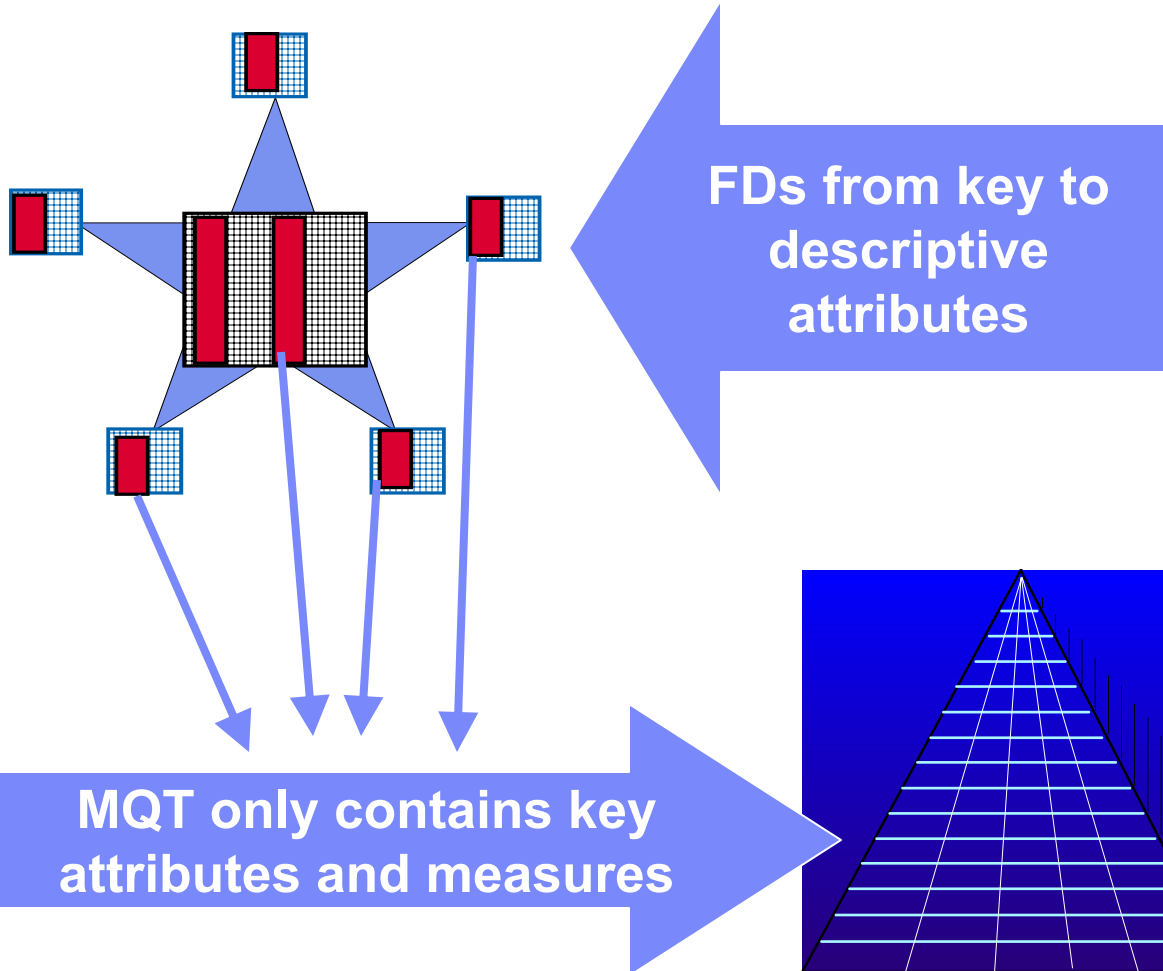 FDs from key to
descriptive
attributes
MQT only contains key
attributes and measures